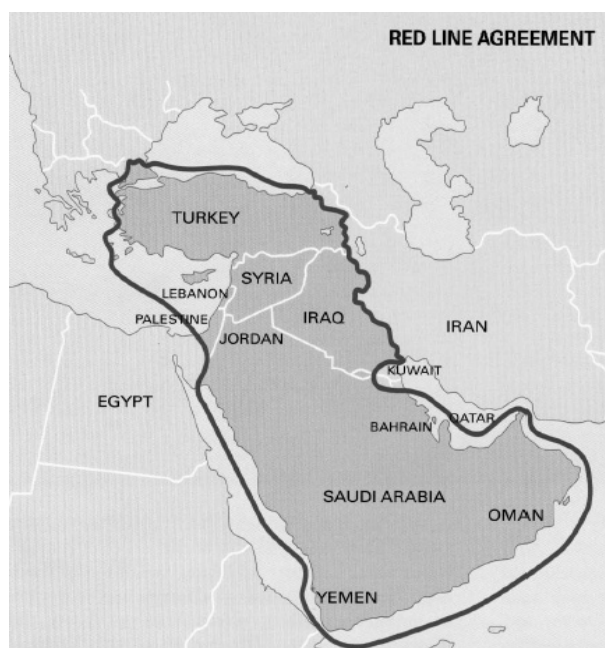 RED LINE AGREEMENT
TURKEY
SYRIA
LEBANON
PALESTINE
IRAQ
IRAN
JORDAN
KUWAIT
EGYPT
QATAR
BAHRAIN
SAUDI ARABIA
OMAN
YEMEN